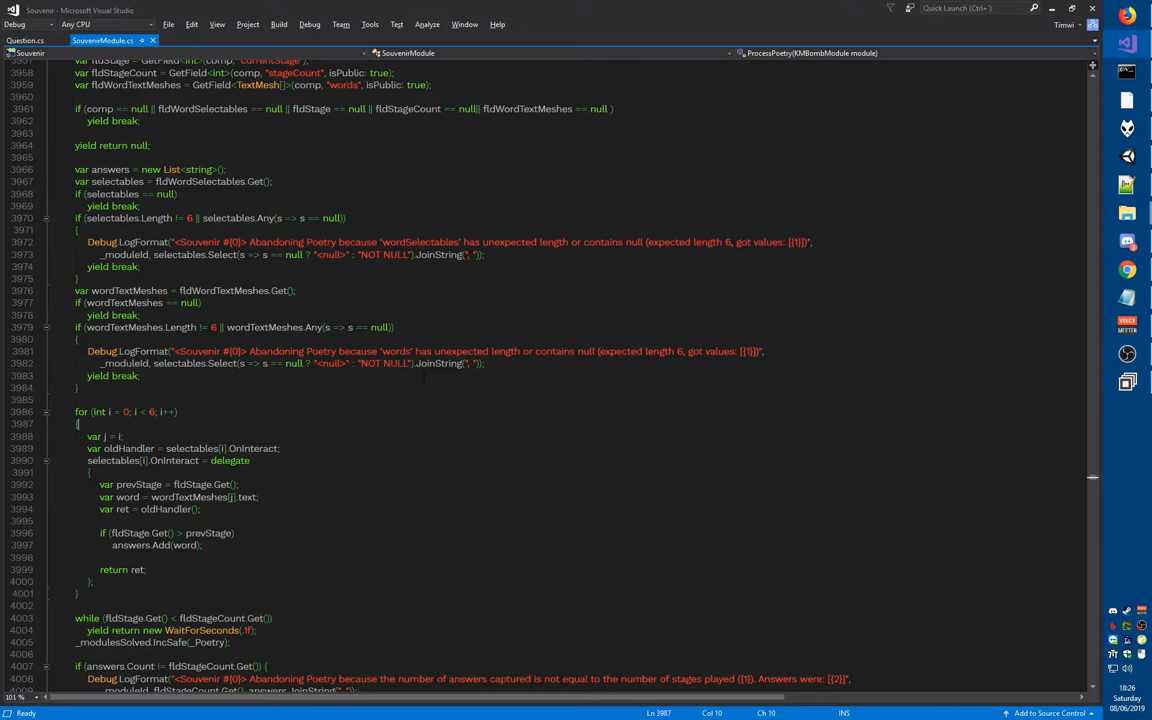 Souvenir - Microsoft Visual Studio
Quick Launch (Ctrl+')
File Edit View Project Build Debug Team Tools Test Analyze Window Help
Timwi
Debug Any CPU
Question.cs SouvenirModule.cs
Souvenir SouvenirModule ProcessPoetry(KMBombModule module)
3957 var fldStage = GetField<int>(comp, "currentStage");
3958 var fldStageCount = GetField<int>(comp, "stageCount", isPublic: true);
3959 var fldWordTextMeshes = GetField<TextMesh[]>(comp, "words", isPublic: true);
3960
3961 if (comp == null || fldWordSelectables == null || fldStage == null || fldStageCount == null|| fldWordTextMeshes == null )
3962 yield break;
3963
3964 yield return null;
3965
3966 var answers = new List<string>();
3967 var selectables = fldWordSelectables.Get();
3968 if (selectables == null)
3969 yield break;
3970 if (selectables.Length != 6 || selectables.Any(s => s == null))
3971 {
3972 Debug.LogFormat("<Souvenir #{0}> Abandoning Poetry because 'wordSelectables' has unexpected length or contains null (expected length 6, got values: [{1}])",
3973 _moduleId, selectables.Select(s => s == null ? "<null>" : "NOT NULL").JoinString(", "));
3974 yield break;
3975 }
3976 var wordTextMeshes = fldWordTextMeshes.Get();
3977 if (wordTextMeshes == null)
3978 yield break;
3979 if (wordTextMeshes.Length != 6 || wordTextMeshes.Any(s => s == null))
3980 {
3981 Debug.LogFormat("<Souvenir #{0}> Abandoning Poetry because 'words' has unexpected length or contains null (expected length 6, got values: [{1}])",
3982 _moduleId, selectables.Select(s => s == null ? "<null>" : "NOT NULL").JoinString(", "));
3983 yield break;
3984 }
3985
3986 for (int i = 0; i < 6; i++)
3987 {
3988 var j = i;
3989 var oldHandler = selectables[i].OnInteract;
3990 selectables[i].OnInteract = delegate
3991 {
3992 var prevStage = fldStage.Get();
3993 var word = wordTextMeshes[j].text;
3994 var ret = oldHandler();
3995
3996 if (fldStage.Get() > prevStage)
3997 answers.Add(word);
3998
3999 return ret;
4000 };
4001 }
4002
4003 while (fldStage.Get() < fldStageCount.Get())
4004 yield return new WaitForSeconds(.1f);
4005 _modulesSolved.IncSafe(_Poetry);
4006
4007 if (answers.Count != fldStageCount.Get()) {
4008 Debug.LogFormat("<Souvenir #{0}> Abandoning Poetry because the number of answers captured is not equal to the number of stages played ({1}). Answers were: [{2}]",
4009 _moduleId, fldStageCount.Get(), answers.JoinString(", "));
101 %
Ready Ln 3987 Col 10 Ch 10 INS Add to Source Control
VOICE
MEETER
18:26
Saturday
08/06/2019